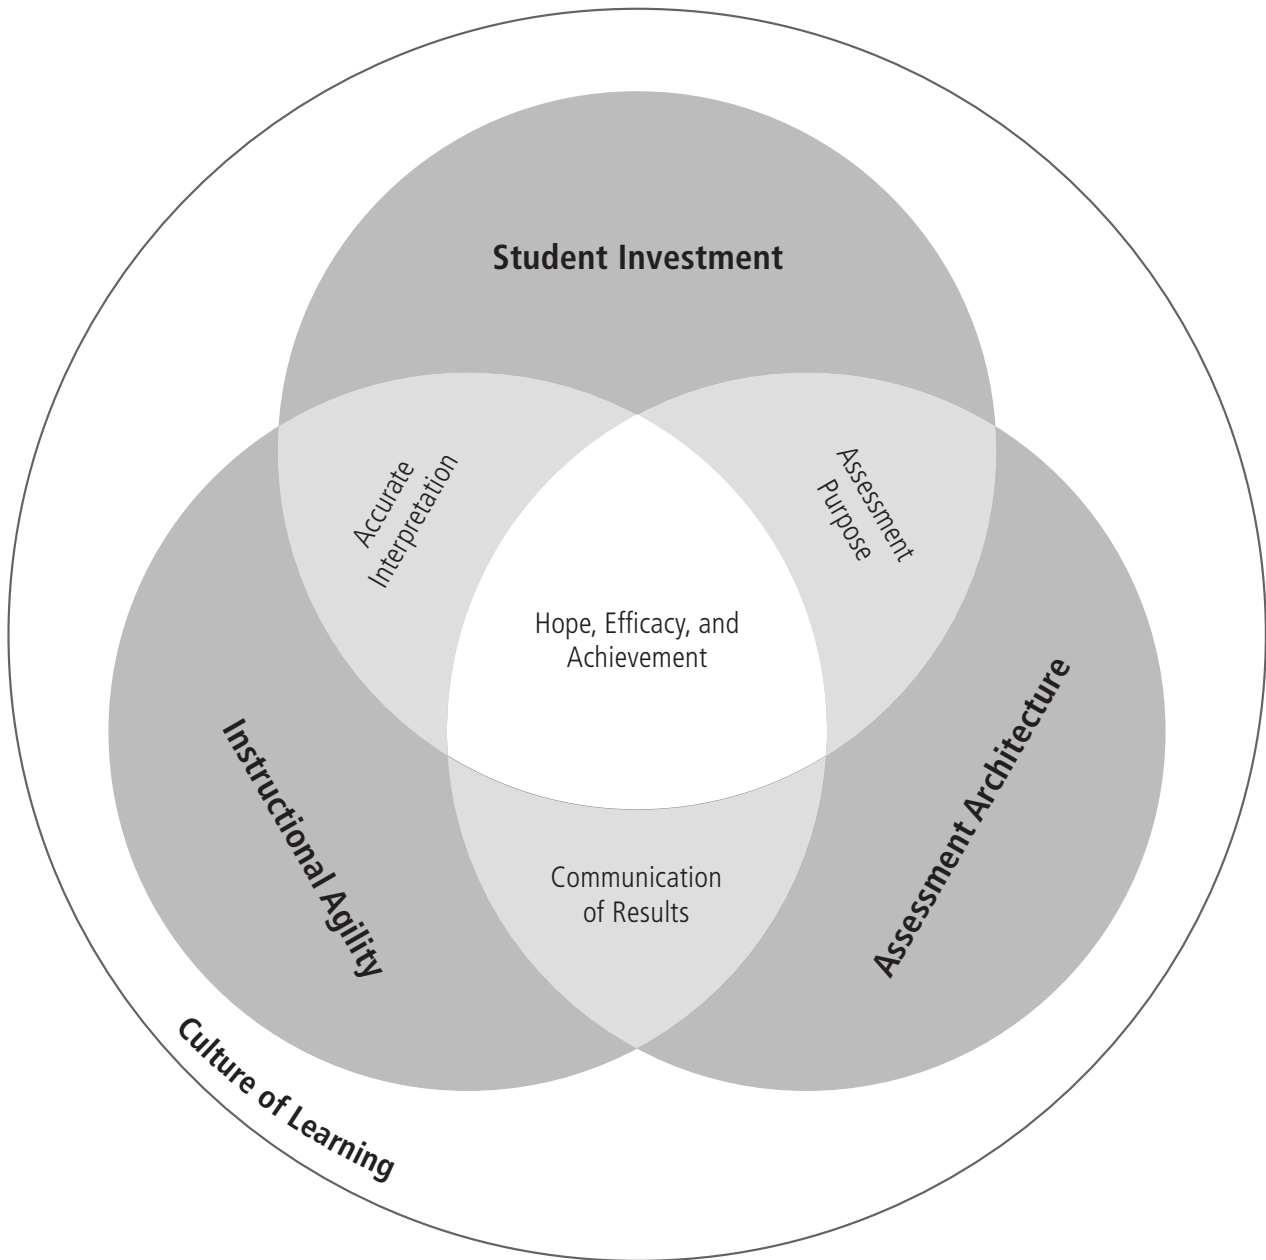 Student Investment
Accurate
Interpretation
Assessment
Purpose
Hope, Efficacy, and
Achievement
Instructional Agility
Assessment Architecture
Communication
of Results
Culture of Learning